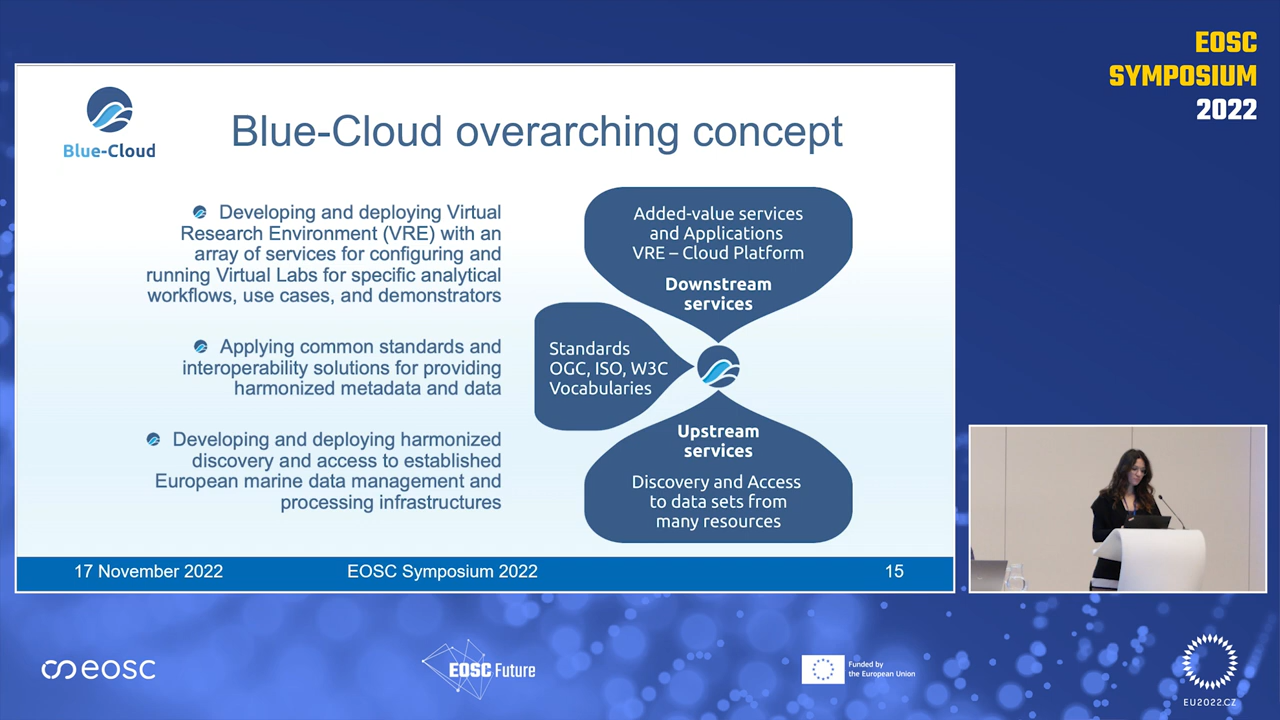 EOSC
SYMPOSIUM
2022
Blue-Cloud
Blue-Cloud overarching concept
Developing and deploying Virtual
Research Environment (VRE) with an
array of services for configuring and
running Virtual Labs for specific analytical
workflows, use cases, and demonstrators
Applying common standards and
interoperability solutions for providing
harmonized metadata and data
Developing and deploying harmonized
discovery and access to established
European marine data management and
processing infrastructures
Added-value services
and Applications
VRE – Cloud Platform
Downstream
services
Standards
OGC, ISO, W3C
Vocabularies
Upstream
services
Discovery and Access
to data sets from
many resources
17 November 2022 EOSC Symposium 2022 15
eosc
EOSC Future
Funded by
the European Union
EU2022.CZ